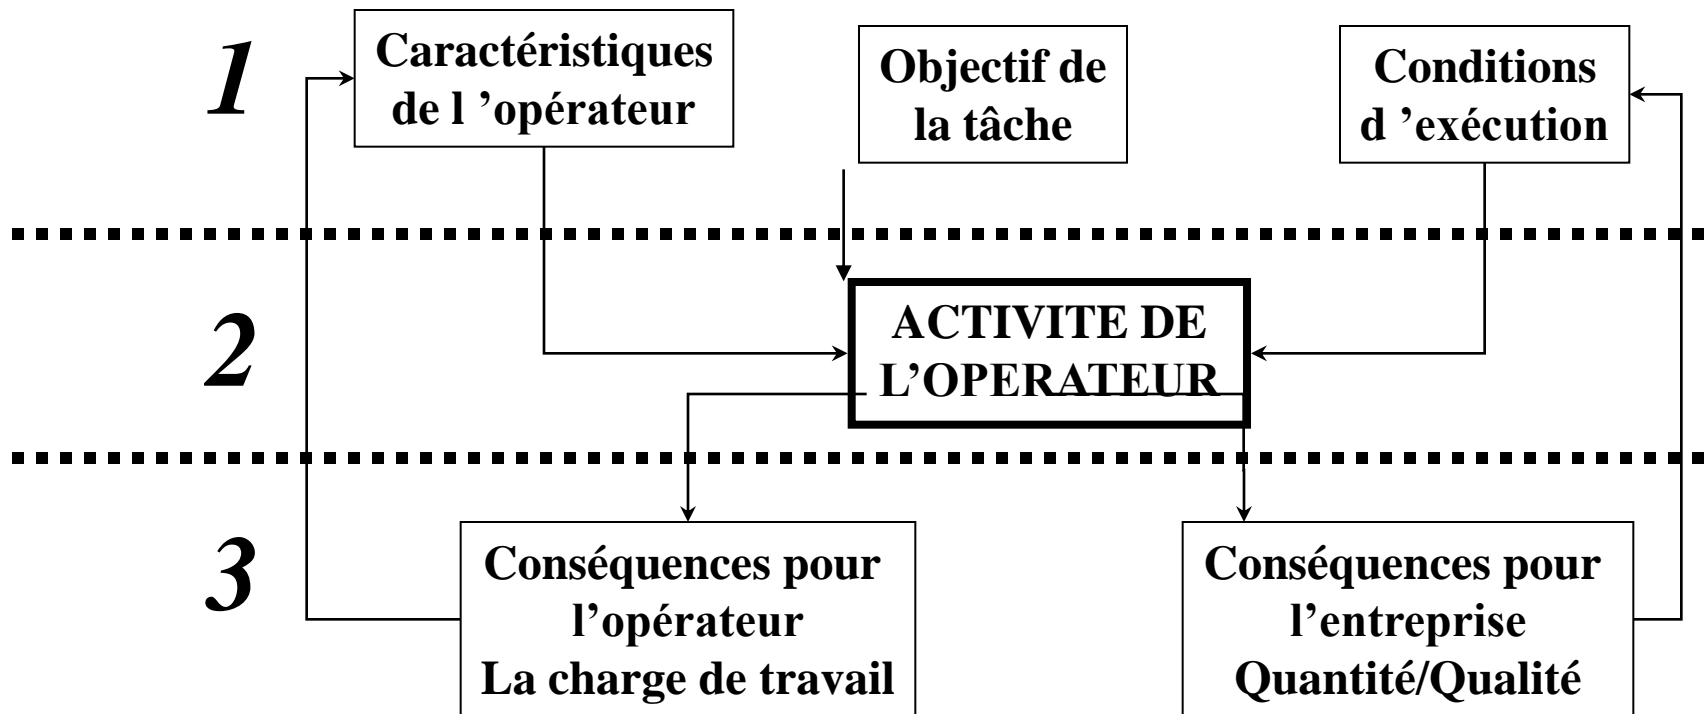 1
Caractéristiques
de l ’opérateur
Objectif de
la tâche
Conditions
d ’exécution
2
ACTIVITE DE
L’OPERATEUR
3
Conséquences pour
l’opérateur
La charge de travail
Conséquences pour
l’entreprise
Quantité/Qualité